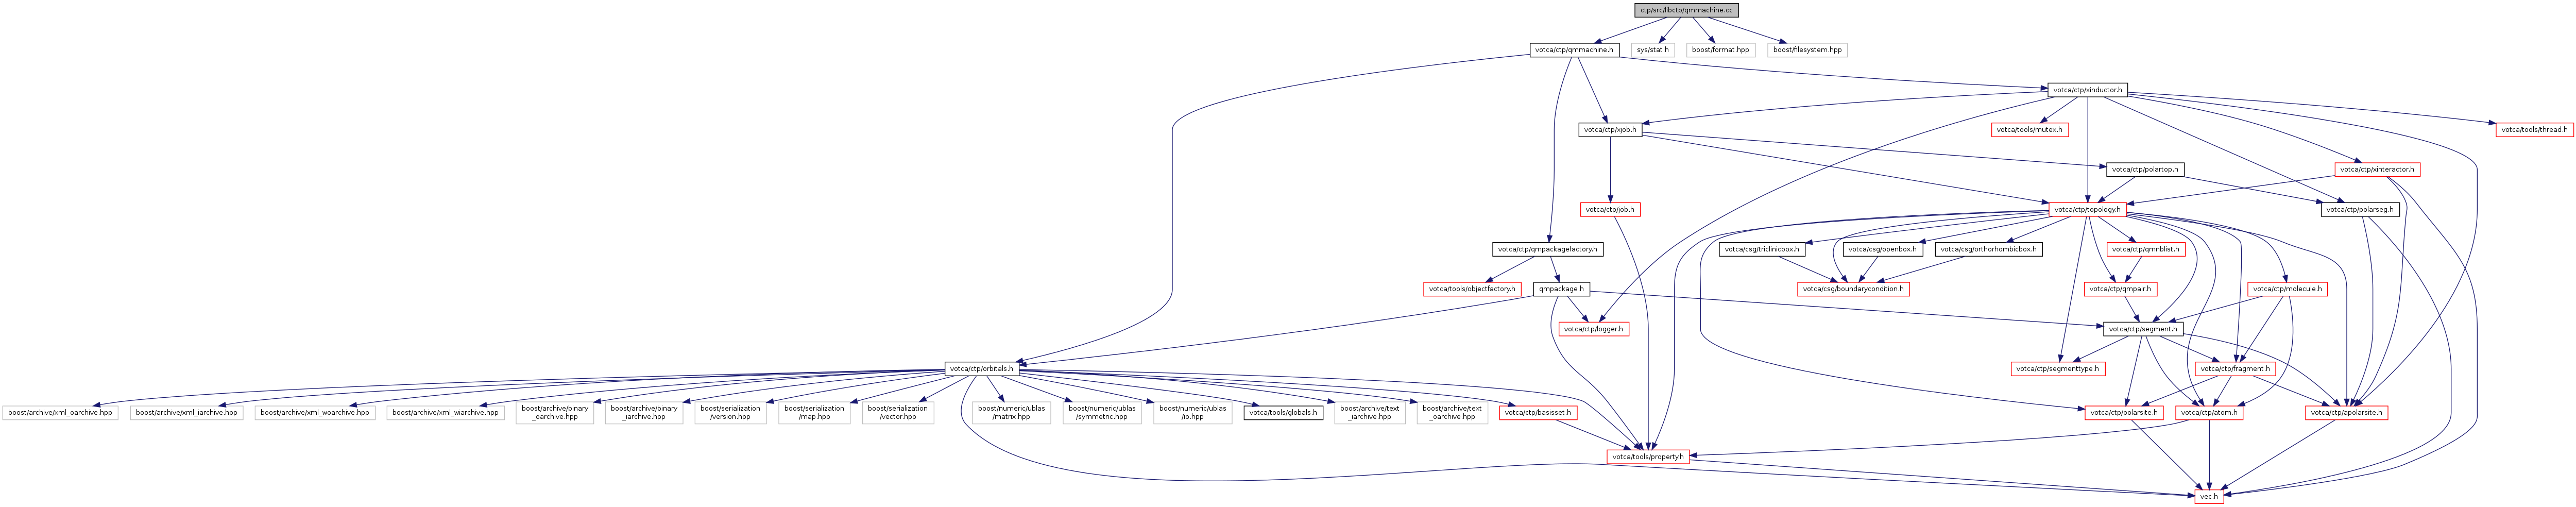 ctp/src/libctp/qmmachine.cc
votca/ctp/qmmachine.h
sys/stat.h
boost/format.hpp
boost/filesystem.hpp
votca/ctp/xinductor.h
votca/ctp/xjob.h
votca/tools/mutex.h
votca/tools/thread.h
votca/ctp/polartop.h
votca/ctp/xinteractor.h
votca/ctp/job.h
votca/ctp/topology.h
votca/ctp/polarseg.h
votca/ctp/qmpackagefactory.h
votca/csg/triclinicbox.h
votca/csg/openbox.h
votca/csg/orthorhombicbox.h
votca/ctp/qmnblist.h
votca/tools/objectfactory.h
qmpackage.h
votca/csg/boundarycondition.h
votca/ctp/qmpair.h
votca/ctp/molecule.h
votca/ctp/logger.h
votca/ctp/segment.h
votca/ctp/orbitals.h
votca/ctp/segmenttype.h
votca/ctp/fragment.h
boost/archive/xml_oarchive.hpp
boost/archive/xml_iarchive.hpp
boost/archive/xml_woarchive.hpp
boost/archive/xml_wiarchive.hpp
boost/archive/binary
_oarchive.hpp
boost/archive/binary
_iarchive.hpp
boost/serialization
/version.hpp
boost/serialization
/map.hpp
boost/serialization
/vector.hpp
boost/numeric/ublas
/matrix.hpp
boost/numeric/ublas
/symmetric.hpp
boost/numeric/ublas
/io.hpp
votca/tools/globals.h
votca/ctp/basisset.h
boost/archive/text
_iarchive.hpp
boost/archive/text
_oarchive.hpp
votca/ctp/polarsite.h
votca/ctp/atom.h
votca/ctp/apolarsite.h
votca/tools/property.h
vec.h